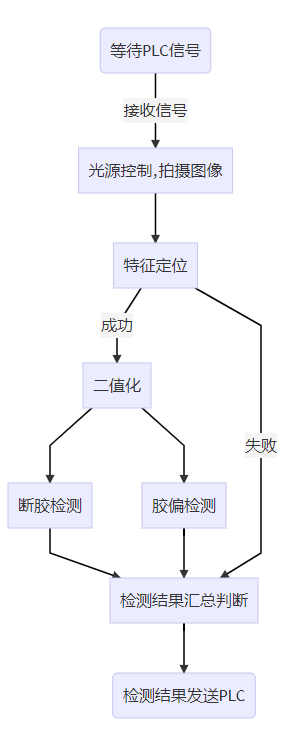 等待PLC信号
接收信号
光源控制,拍摄图像
特征定位
成功
二值化
失败
断胶检测
胶偏检测
检测结果汇总判断
检测结果发送PLC